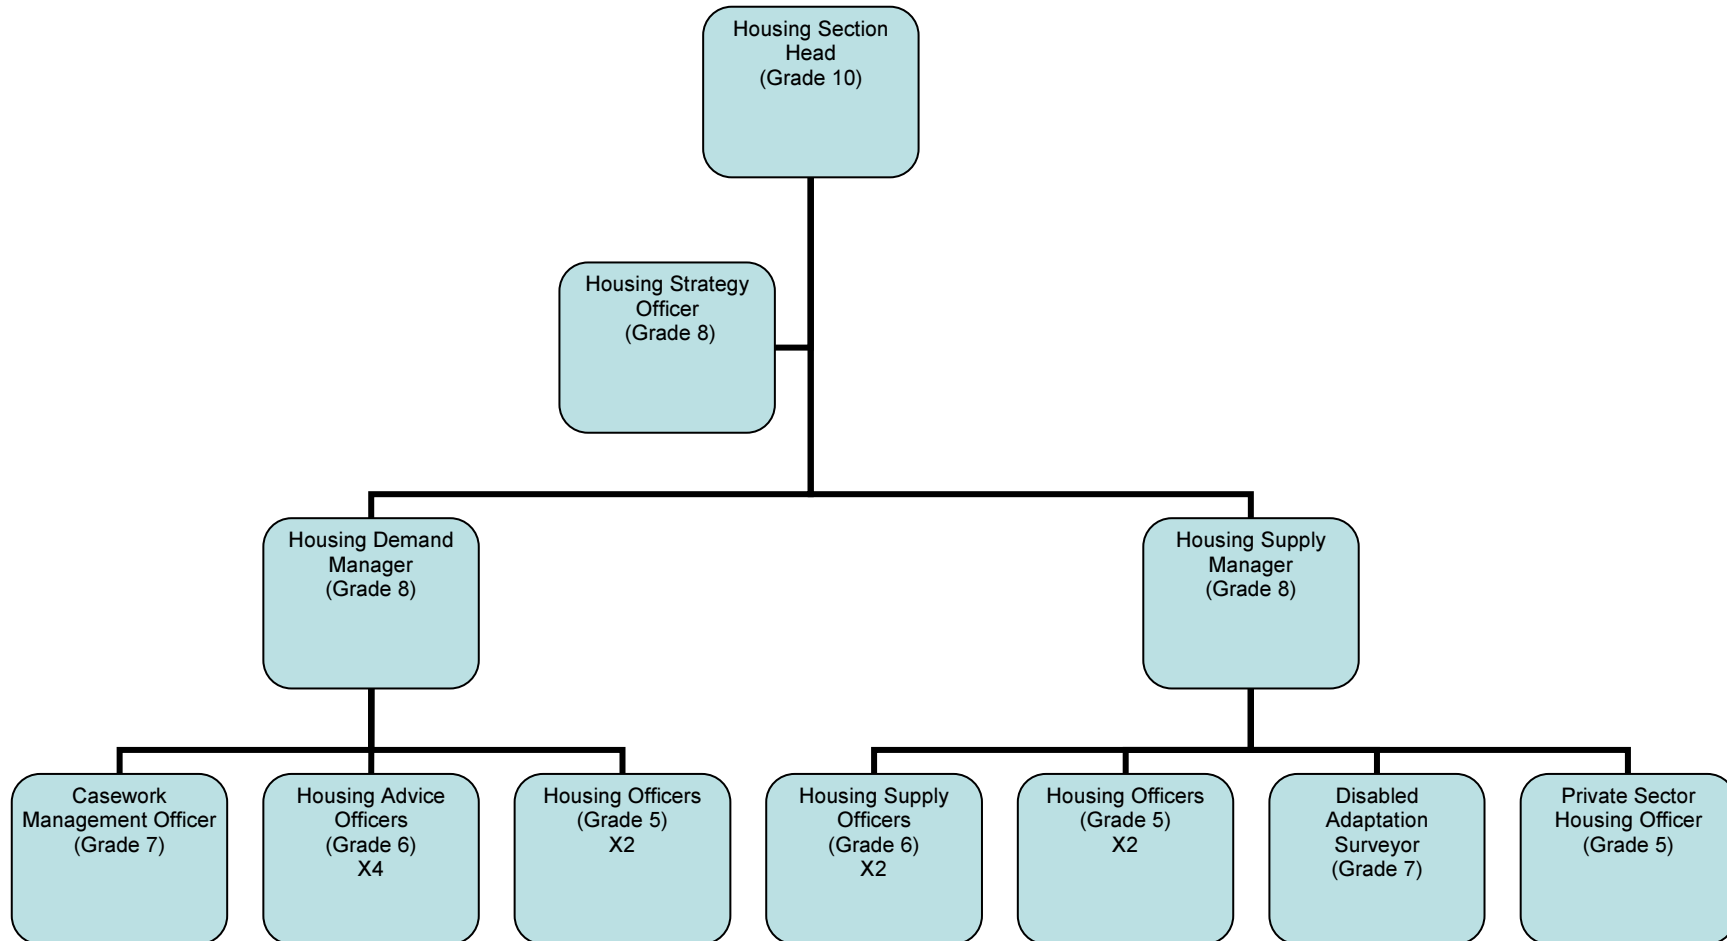 Housing Section
Head
(Grade 10)
Housing Strategy
Officer
(Grade 8)
Housing Demand
Manager
(Grade 8)
Housing Supply
Manager
(Grade 8)
Casework
Management Officer
(Grade 7)
Housing Advice
Officers
(Grade 6)
X4
Housing Officers
(Grade 5)
X2
Housing Supply
Officers
(Grade 6)
X2
Housing Officers
(Grade 5)
X2
Disabled
Adaptation
Surveyor
(Grade 7)
Private Sector
Housing Officer
(Grade 5)